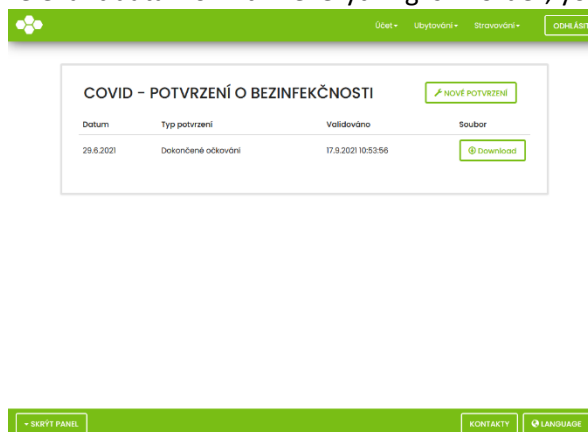 Účet Ubytování Stravování ODHLÁSIT
COVID - POTVRZENÍ O BEZINFEKČNOSTI NOVÉ POTVRZENÍ
Datum Typ potvrzení Validováno Soubor
29.6.2021 Dokončené očkování 17.9.2021 10:53:56 Download
SKRÝT PANEL KONTAKTY LANGUAGE